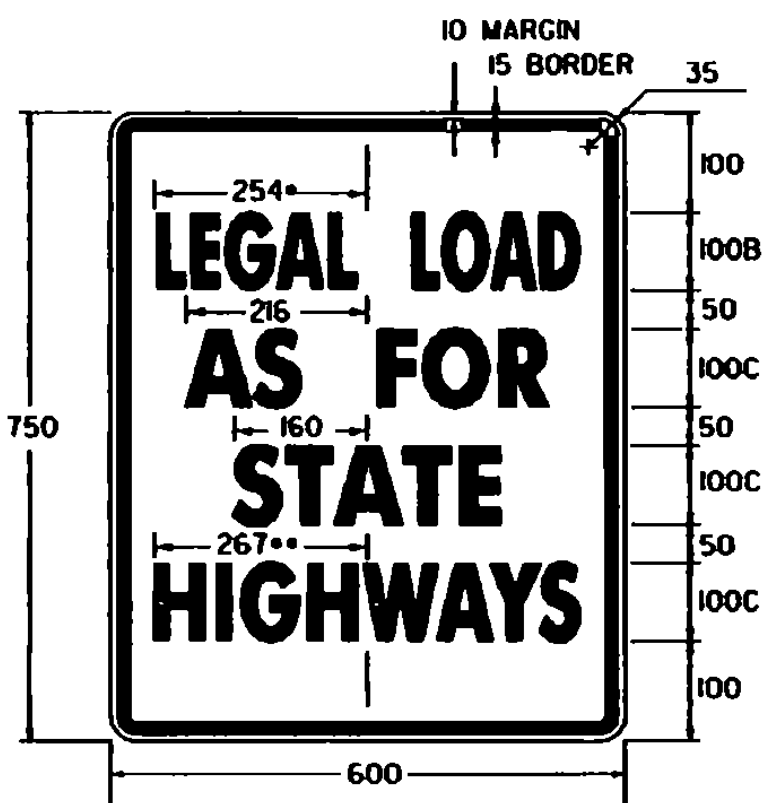 10 MARGIN
15 BORDER
35
100
254•
LEGAL LOAD
100B
216
50
AS FOR
100C
750
160
50
STATE
100C
267••
50
HIGHWAYS
100C
100
600